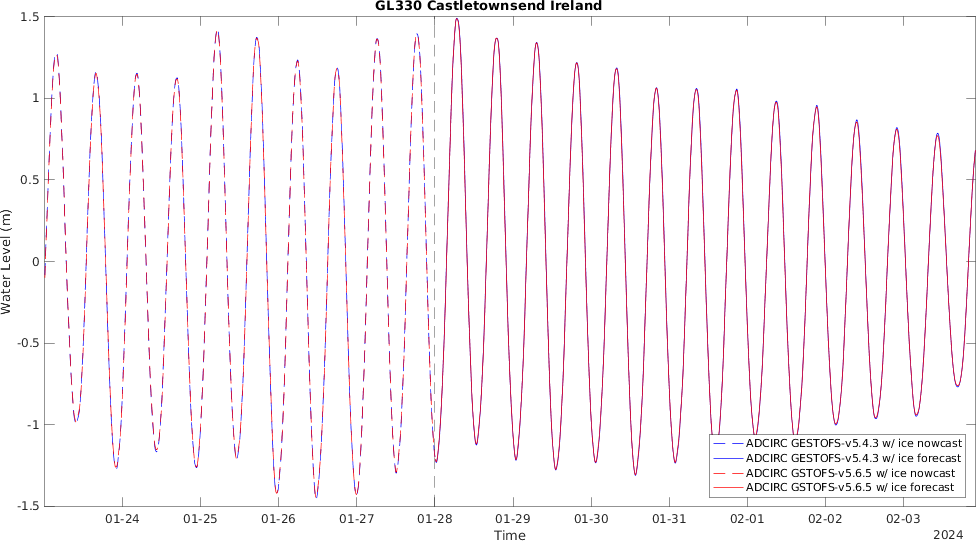 GL330 Castletownsend Ireland
1.5
1
0.5
0
-0.5
-1
-1.5
Water Level (m)
01-24
01-25
01-26
01-27
01-28
01-29
01-30
01-31
02-01
02-02
02-03
Time
2024
ADCIRC GESTOFS-v5.4.3 w/ ice nowcast
ADCIRC GESTOFS-v5.4.3 w/ ice forecast
ADCIRC GSTOFS-v5.6.5 w/ ice nowcast
ADCIRC GSTOFS-v5.6.5 w/ ice forecast